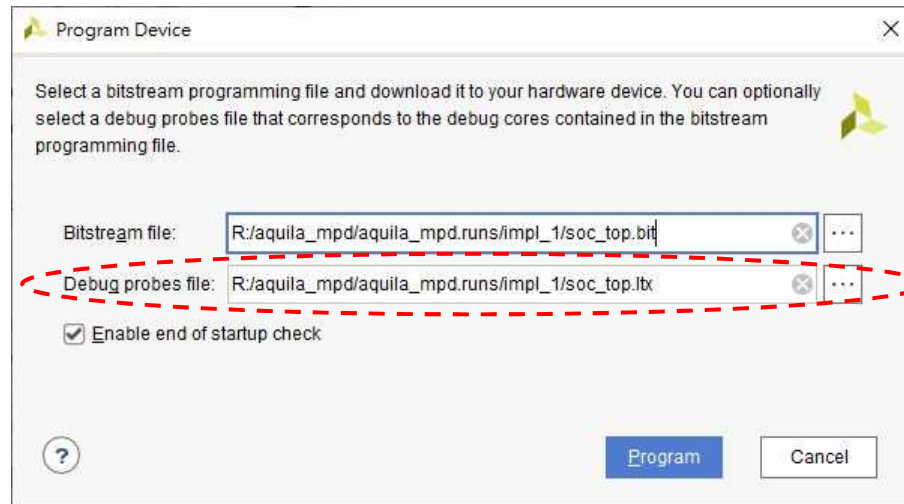 Program Device
Select a bitstream programming file and download it to your hardware device. You can optionally
select a debug probes file that corresponds to the debug cores contained in the bitstream
programming file.
Bitstream file: R:/aquila_mpd/aquila_mpd.runs/impl_1/soc_top.bit ...
Debug probes file: R:/aquila_mpd/aquila_mpd.runs/impl_1/soc_top.ltx ...
Enable end of startup check
? Program Cancel